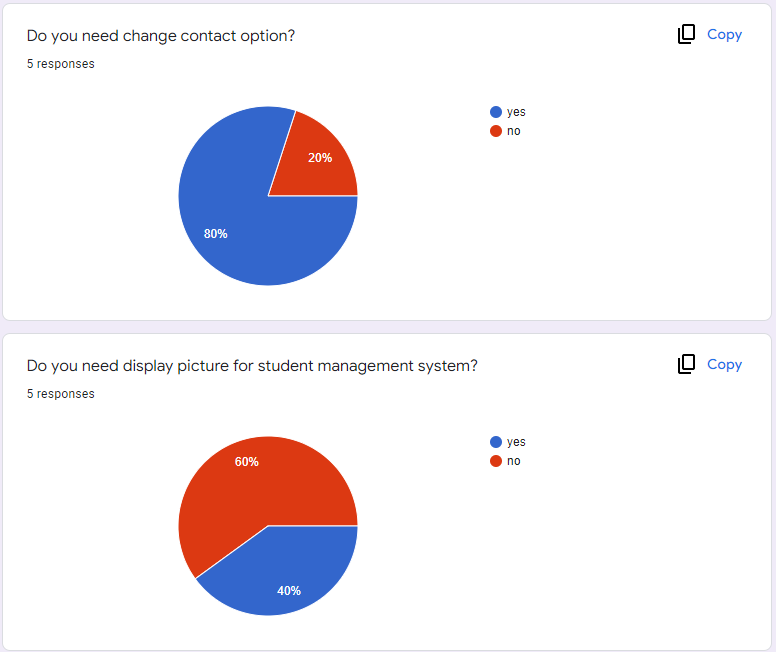 Do you need change contact option?
Copy
5 responses
yes
no
20%
80%
Do you need display picture for student management system?
Copy
5 responses
yes
no
60%
40%